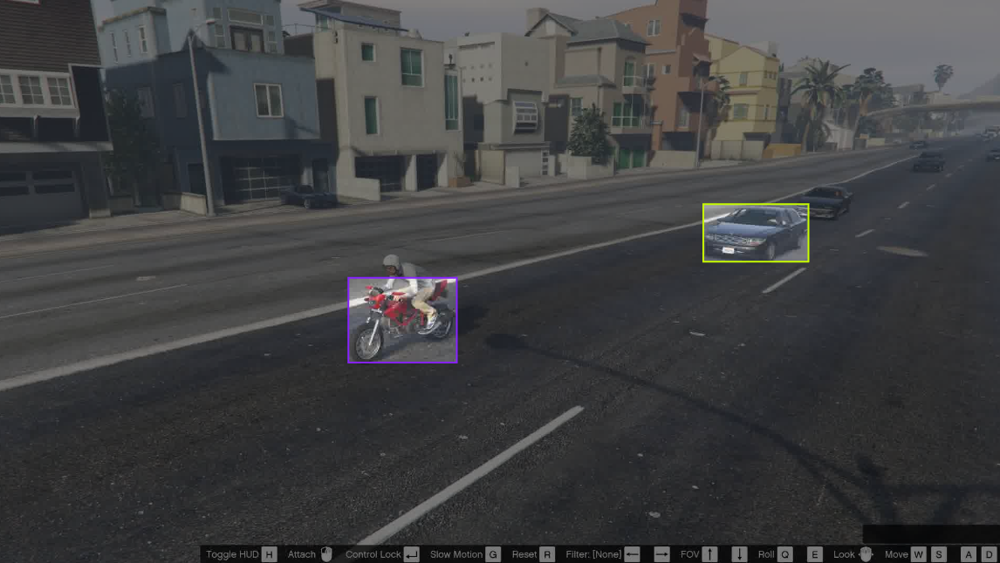 Toggle HUD H Attach Control Lock Slow Motion G Reset R Filter: [None] FOV Roll Q E Look Move W S A D